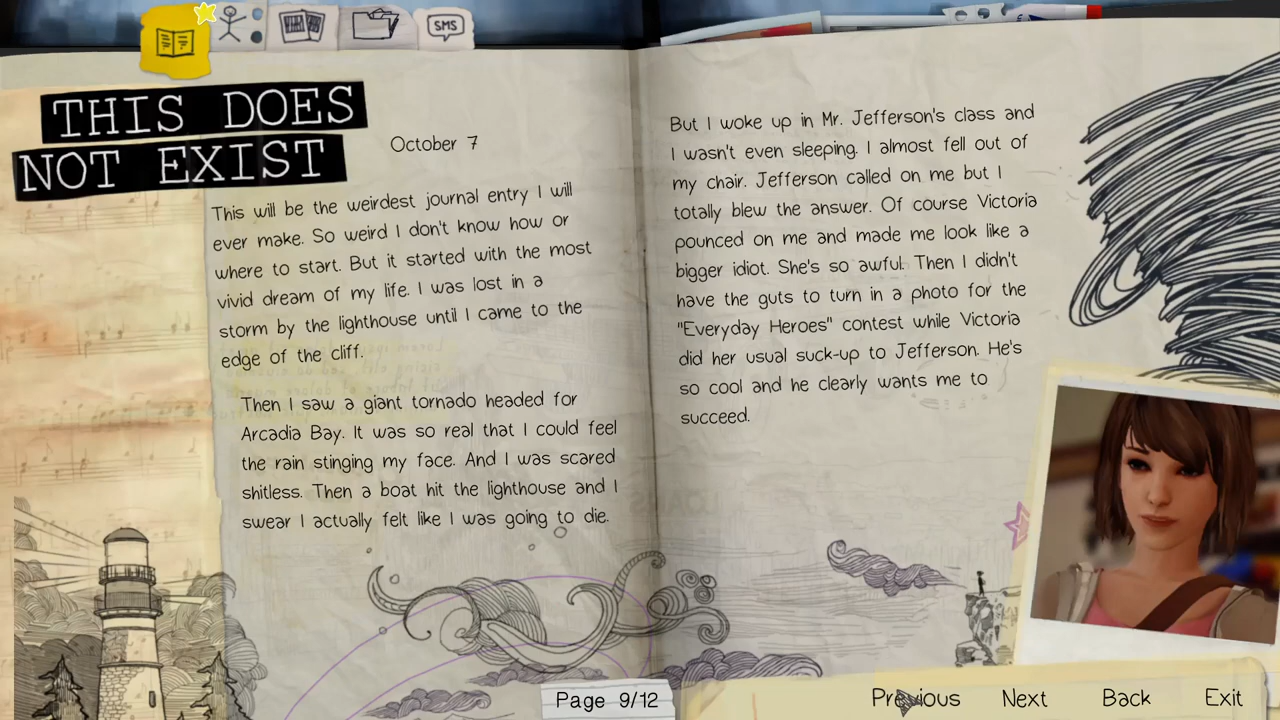 SMS
THIS DOES
NOT EXIST
October 7
This will be the weirdest journal entry I will
ever make. So weird I don't know how or
where to start. But it started with the most
vivid dream of my life. I was lost in a
storm by the lighthouse until I came to the
edge of the cliff.
Then I saw a giant tornado headed for
Arcadia Bay. It was so real that I could feel
the rain stinging my face. And I was scared
shitless. Then a boat hit the lighthouse and I
swear I actually felt like I was going to die.
But I woke up in Mr. Jefferson's class and
I wasn't even sleeping. I almost fell out of
my chair. Jefferson called on me but I
totally blew the answer. Of course Victoria
pounced on me and made me look like a
bigger idiot. She's so awful. Then I didn't
have the guts to turn in a photo for the
"Everyday Heroes" contest while Victoria
did her usual suck-up to Jefferson. He's
so cool and he clearly wants me to
succeed.
Page 9/12
Previous
Next
Back
Exit